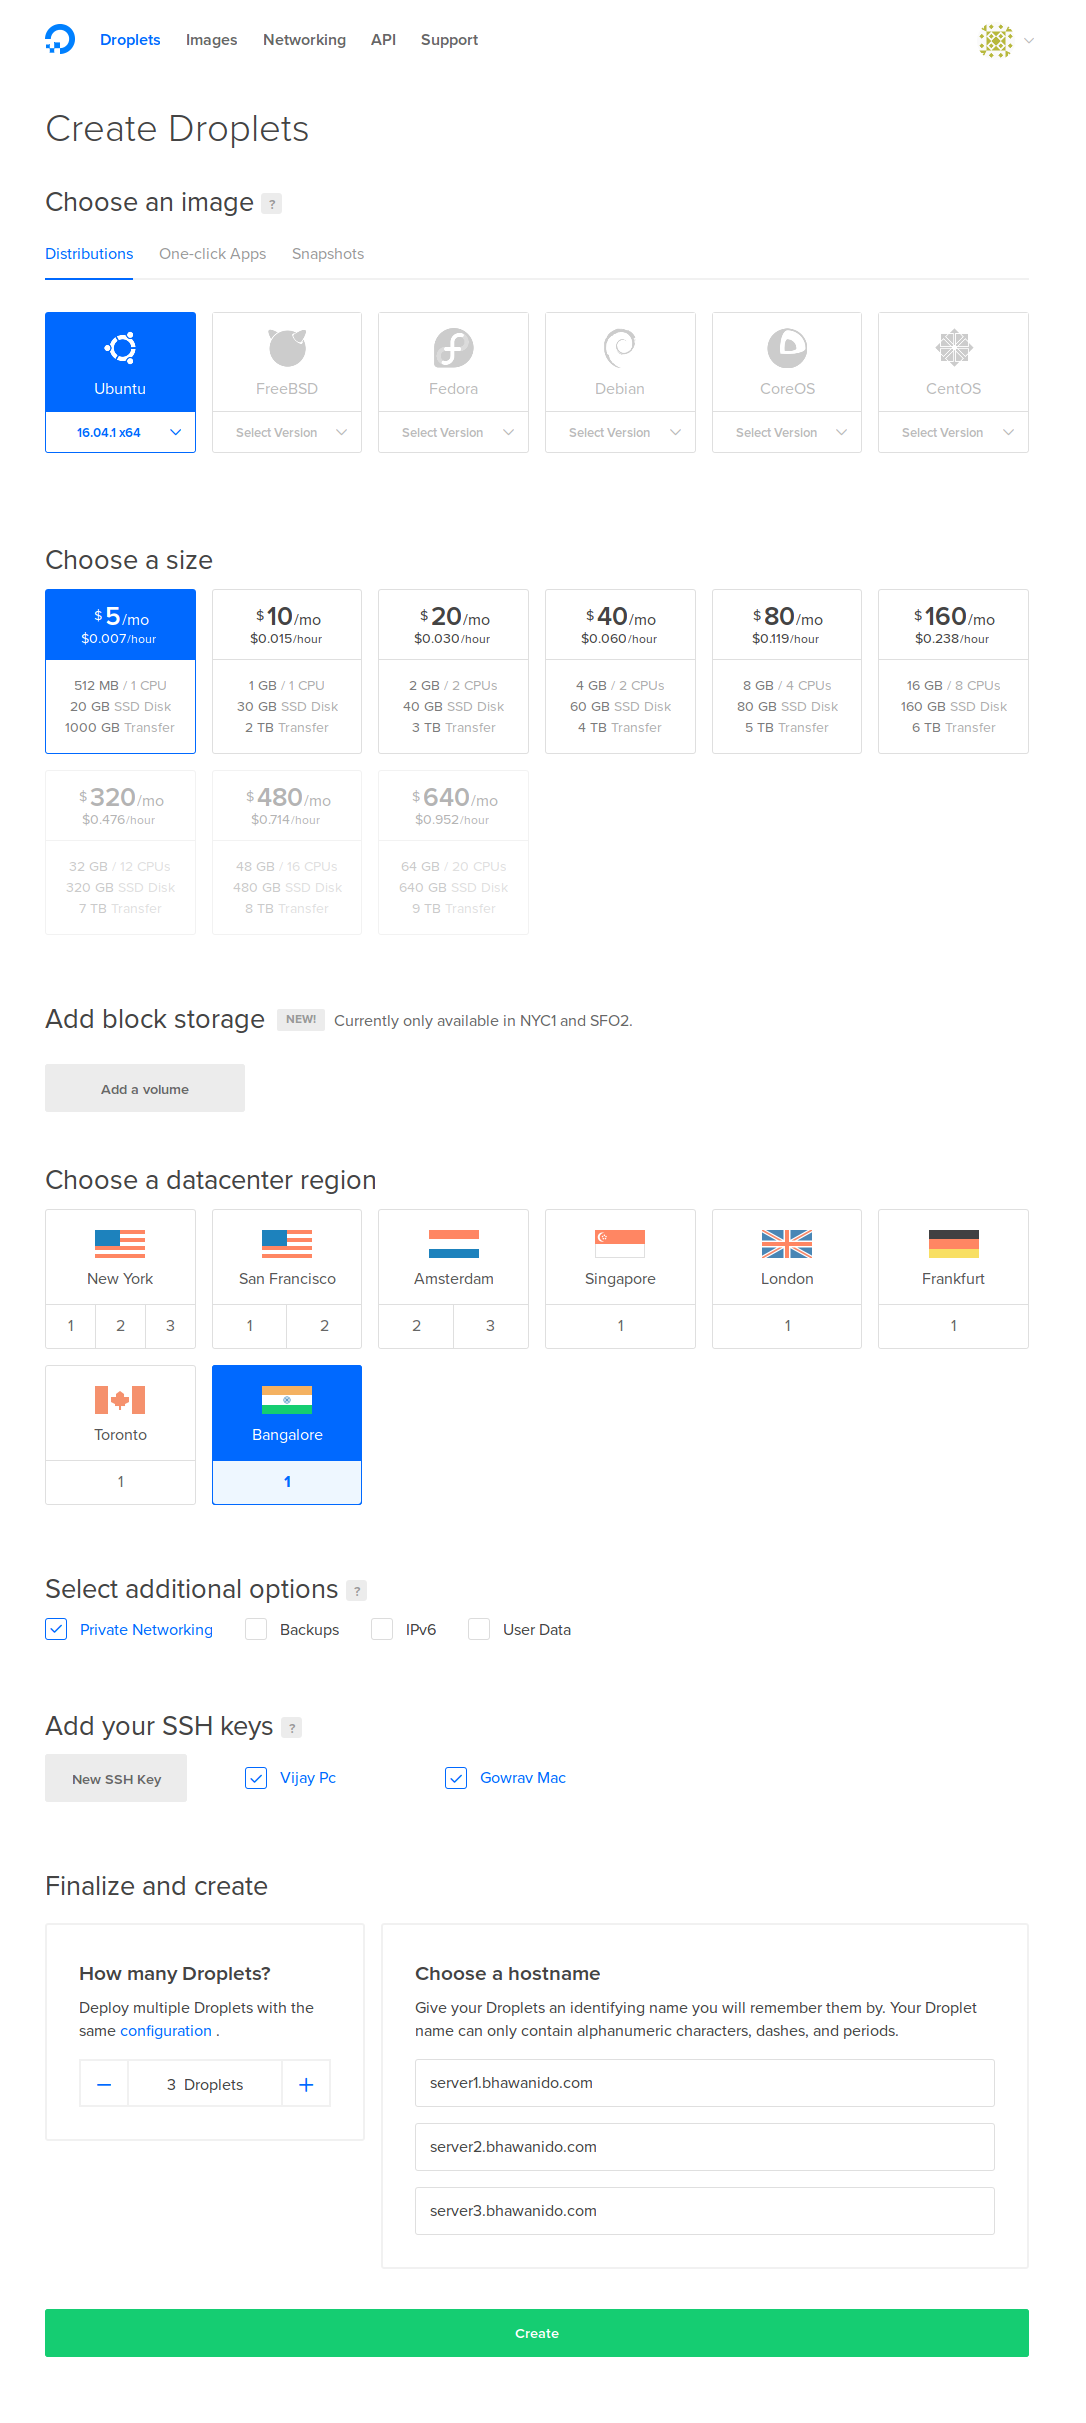 Droplets Images Networking API Support
Create Droplets
Choose an image ?
Distributions One-click Apps Snapshots
Ubuntu FreeBSD Fedora Debian CoreOS CentOS
16.04.1 x64 Select Version Select Version Select Version Select Version Select Version
Choose a size
$5/mo $10/mo $20/mo $40/mo $80/mo $160/mo
$0.007/hour $0.015/hour $0.030/hour $0.060/hour $0.119/hour $0.238/hour
512 MB / 1 CPU 1 GB / 1 CPU 2 GB / 2 CPUs 4 GB / 2 CPUs 8 GB / 4 CPUs 16 GB / 8 CPUs
20 GB SSD Disk 30 GB SSD Disk 40 GB SSD Disk 60 GB SSD Disk 80 GB SSD Disk 160 GB SSD Disk
1000 GB Transfer 2 TB Transfer 3 TB Transfer 4 TB Transfer 5 TB Transfer 6 TB Transfer
$320/mo $480/mo $640/mo
$0.476/hour $0.714/hour $0.952/hour
32 GB / 12 CPUs 48 GB / 16 CPUs 64 GB / 20 CPUs
320 GB SSD Disk 480 GB SSD Disk 640 GB SSD Disk
7 TB Transfer 8 TB Transfer 9 TB Transfer
Add block storage NEW! Currently only available in NYC1 and SFO2.
Add a volume
Choose a datacenter region
New York San Francisco Amsterdam Singapore London Frankfurt
1 2 3 1 2 2 3 1 1 1
Toronto Bangalore
1 1
Select additional options ?
Private Networking Backups IPv6 User Data
Add your SSH keys ?
New SSH Key Vijay Pc Gowrav Mac
Finalize and create
How many Droplets?
Deploy multiple Droplets with the
same configuration .
3 Droplets
Choose a hostname
Give your Droplets an identifying name you will remember them by. Your Droplet
name can only contain alphanumeric characters, dashes, and periods.
server1.bhawanido.com
server2.bhawanido.com
server3.bhawanido.com
Create